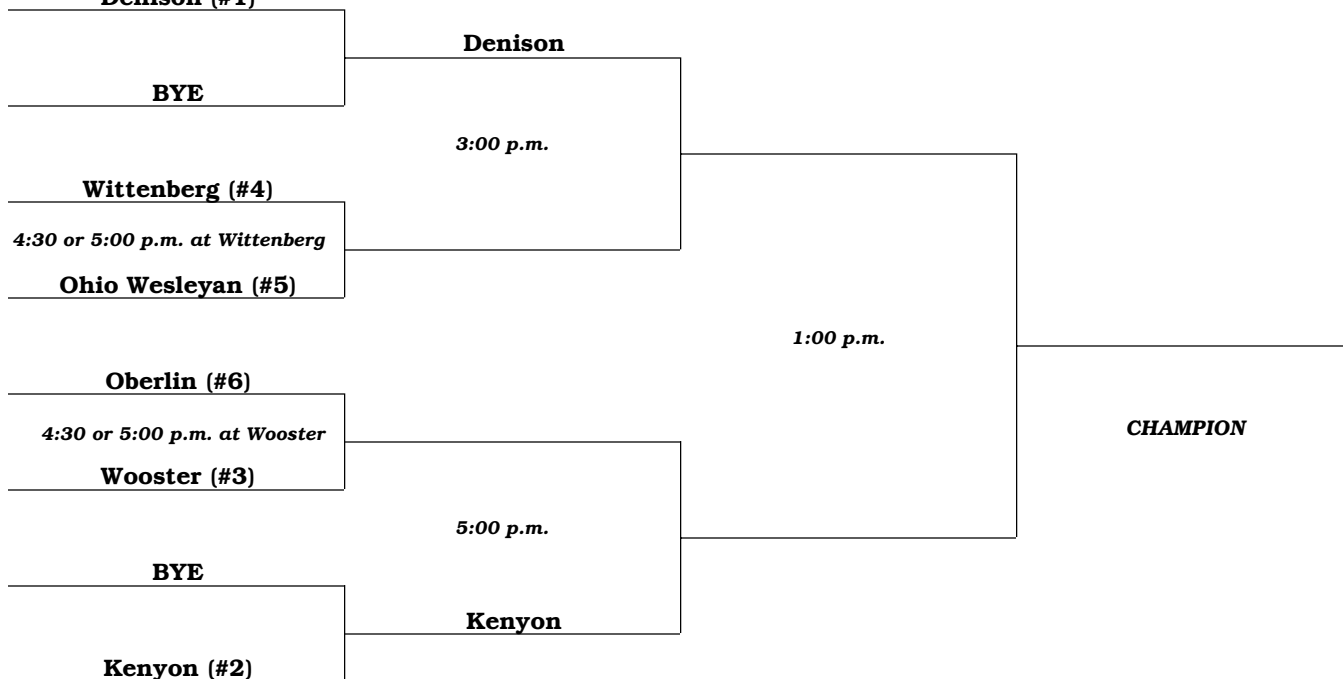 Denison (#1)
Denison
BYE
3:00 p.m.
Wittenberg (#4)
4:30 or 5:00 p.m. at Wittenberg
Ohio Wesleyan (#5)
1:00 p.m.
Oberlin (#6)
4:30 or 5:00 p.m. at Wooster
CHAMPION
Wooster (#3)
5:00 p.m.
BYE
Kenyon
Kenyon (#2)